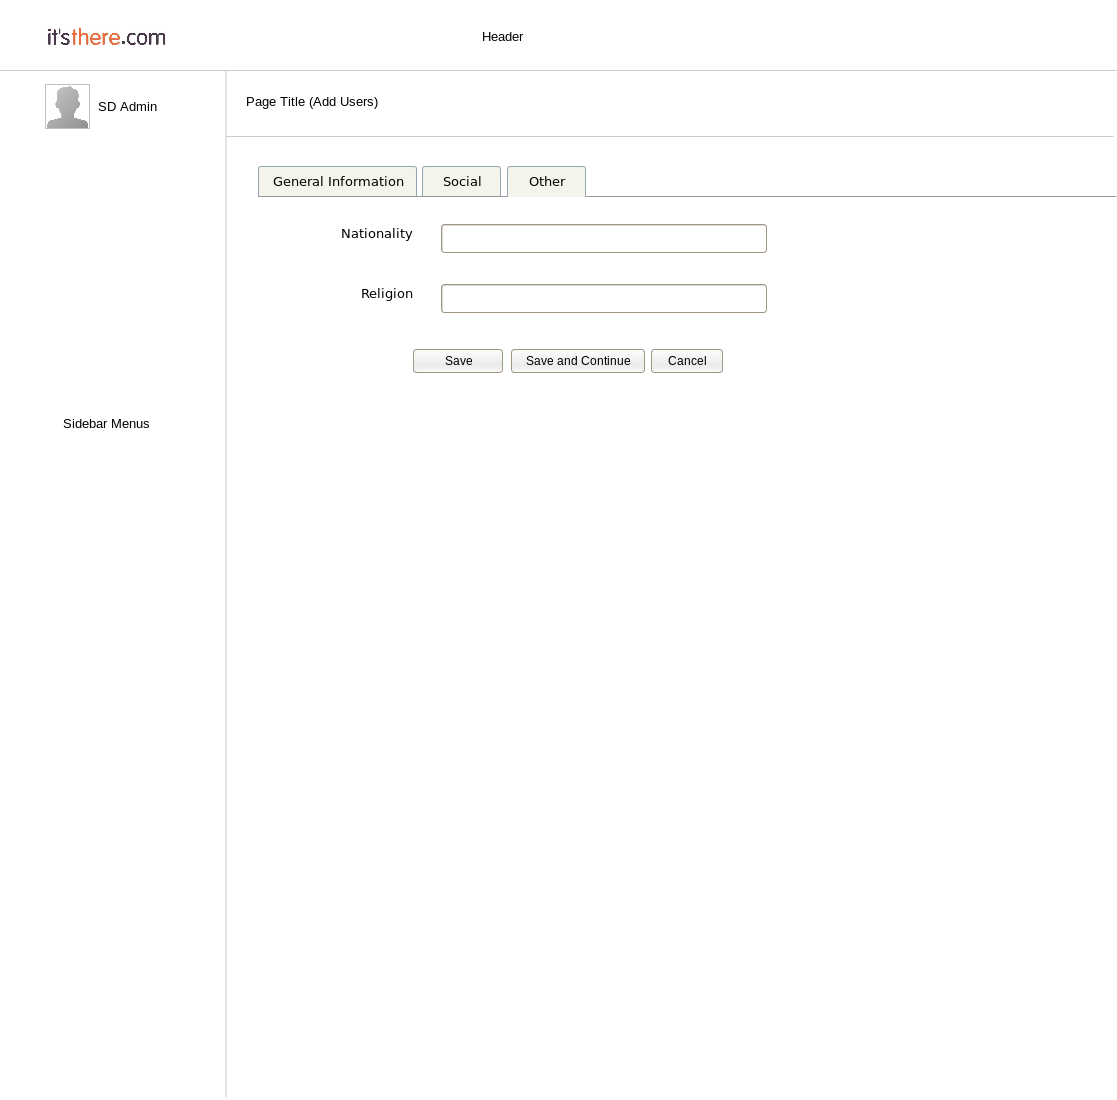 it'sthere.com
Header
SD Admin
Page Title (Add Users)
General Information
Social
Other
Nationality
Religion
Save
Save and Continue
Cancel
Sidebar Menus